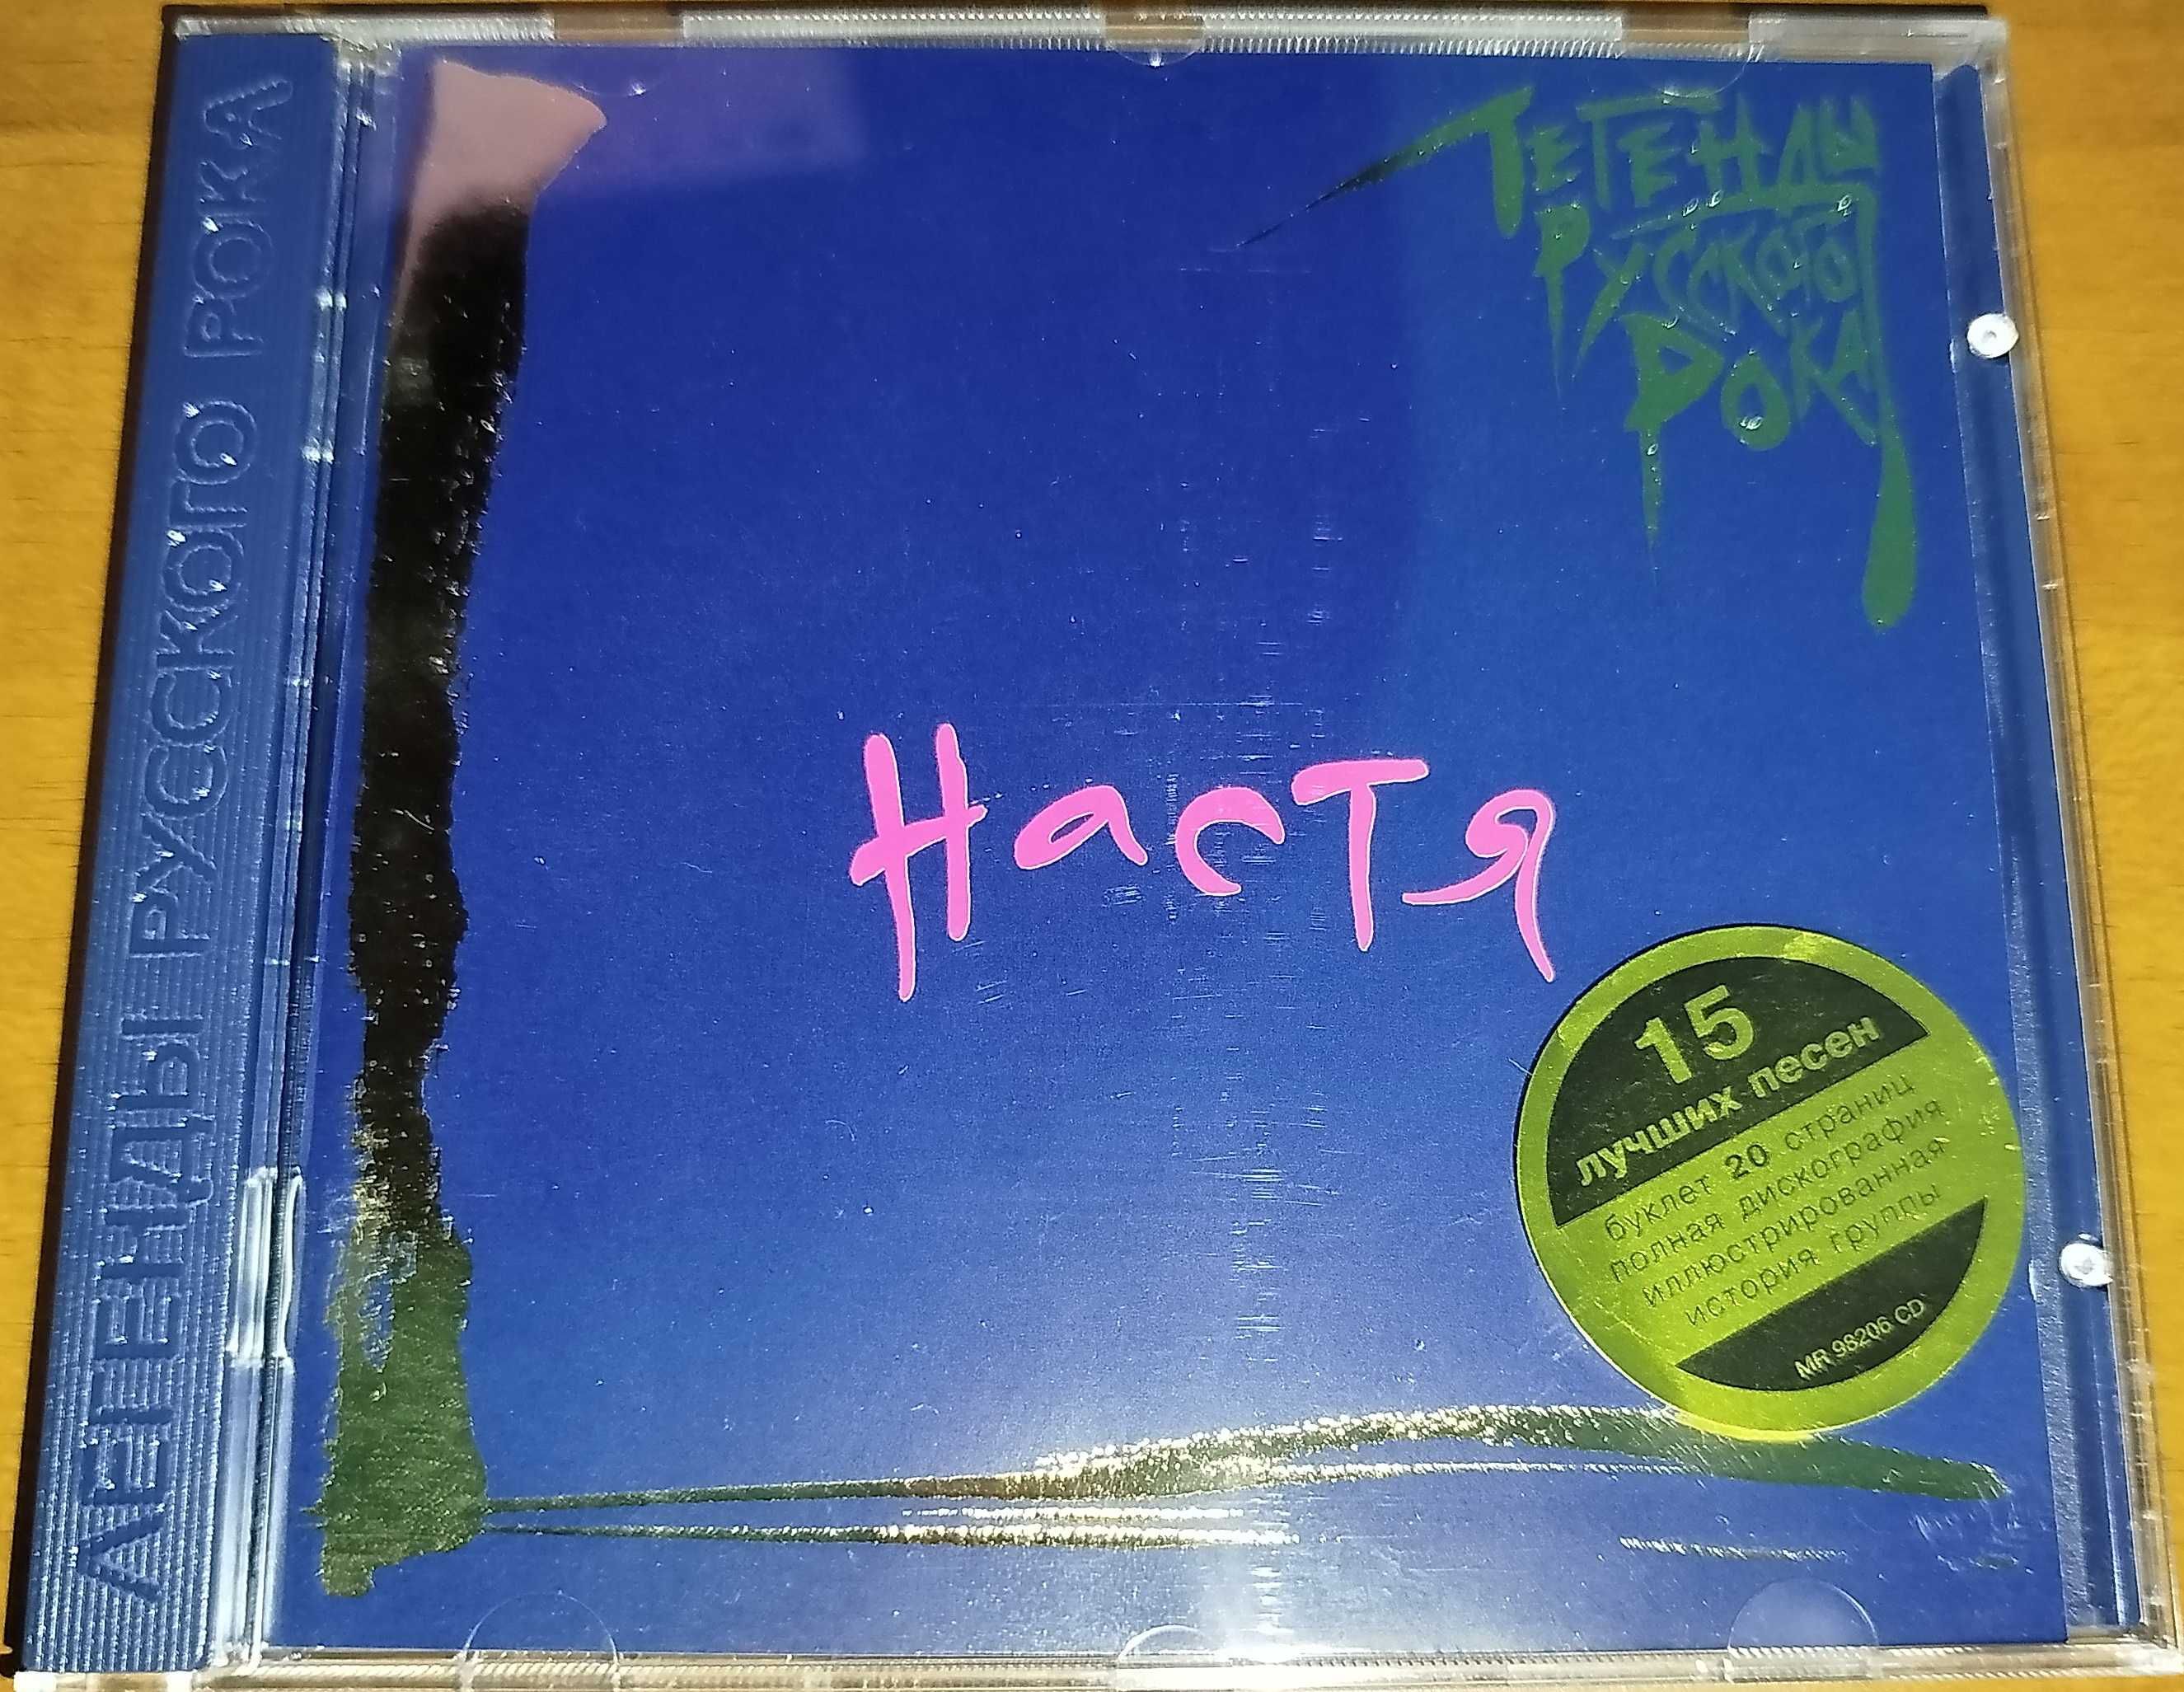 ЛЕГЕНДЫ РУССКОГО РОКА
ЛЕГЕНДЫ
РУССКОГО
РОКА
Настя
15
лучших песен
буклет 20 страниц
полная дискография
иллюстрированная
история группы
MR 98206 CD